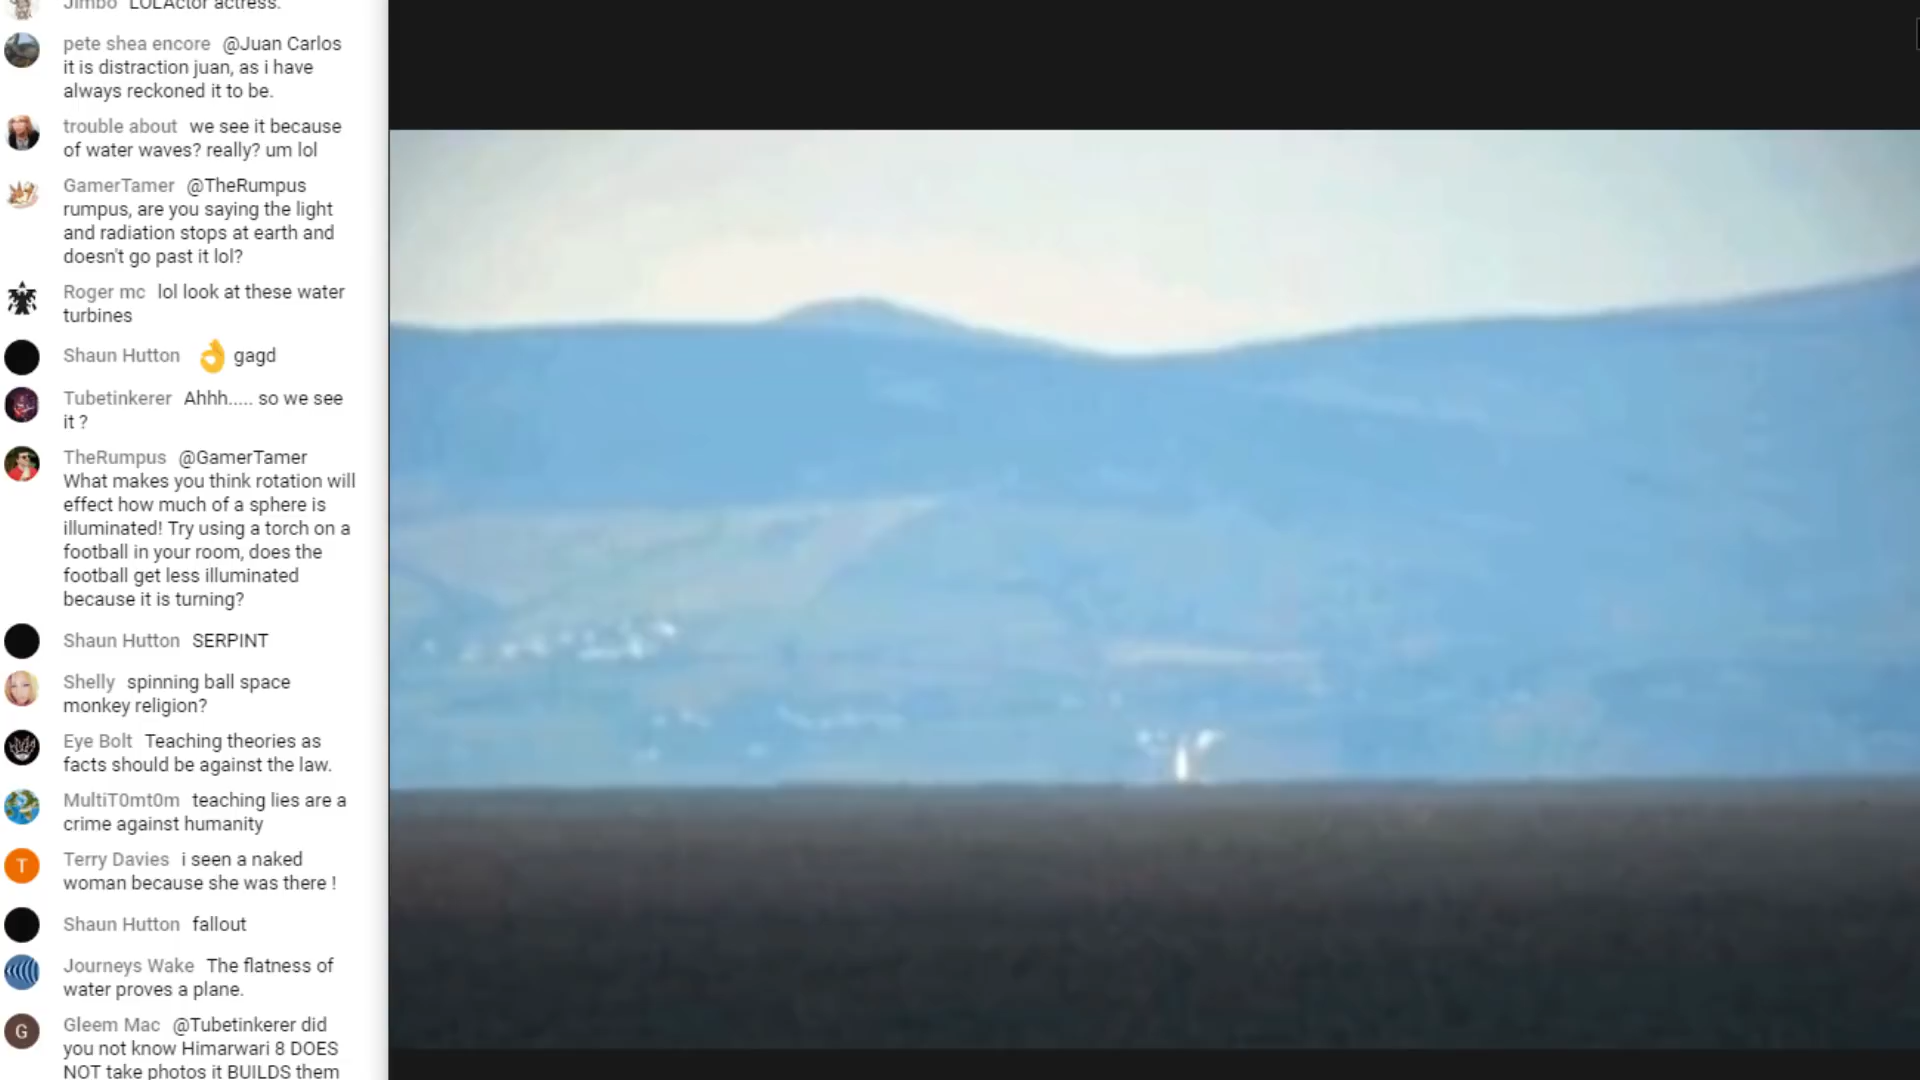 Jimbo LOLActor actress.
pete shea encore @Juan Carlos
it is distraction juan, as i have
always reckoned it to be.
trouble about we see it because
of water waves? really? um lol
GamerTamer @TheRumpus
rumpus, are you saying the light
and radiation stops at earth and
doesn't go past it lol?
Roger mc lol look at these water
turbines
Shaun Hutton 👌 gagd
Tubetinkerer Ahhh..... so we see
it ?
TheRumpus @GamerTamer
What makes you think rotation will
effect how much of a sphere is
illuminated! Try using a torch on a
football in your room, does the
football get less illuminated
because it is turning?
Shaun Hutton SERPINT
Shelly spinning ball space
monkey religion?
Eye Bolt Teaching theories as
facts should be against the law.
MultiT0mt0m teaching lies are a
crime against humanity
T
Terry Davies i seen a naked
woman because she was there !
Shaun Hutton fallout
Journeys Wake The flatness of
water proves a plane.
G
Gleem Mac @Tubetinkerer did
you not know Himarwari 8 DOES
NOT take photos it BUILDS them